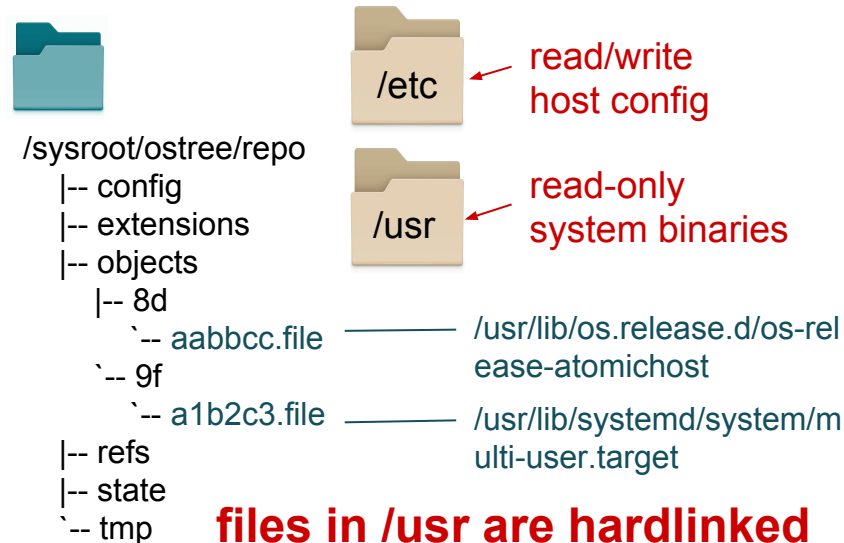 /etc
read/write
host config
/sysroot/ostree/repo
|-- config
|-- extensions
|-- objects
|-- 8d
`-- aabbcc.file
`-- 9f
`-- a1b2c3.file
|-- refs
|-- state
`-- tmp
/usr
read-only
system binaries
/usr/lib/os.release.d/os-rel
ease-atomichost
/usr/lib/systemd/system/m
ulti-user.target
files in /usr are hardlinked